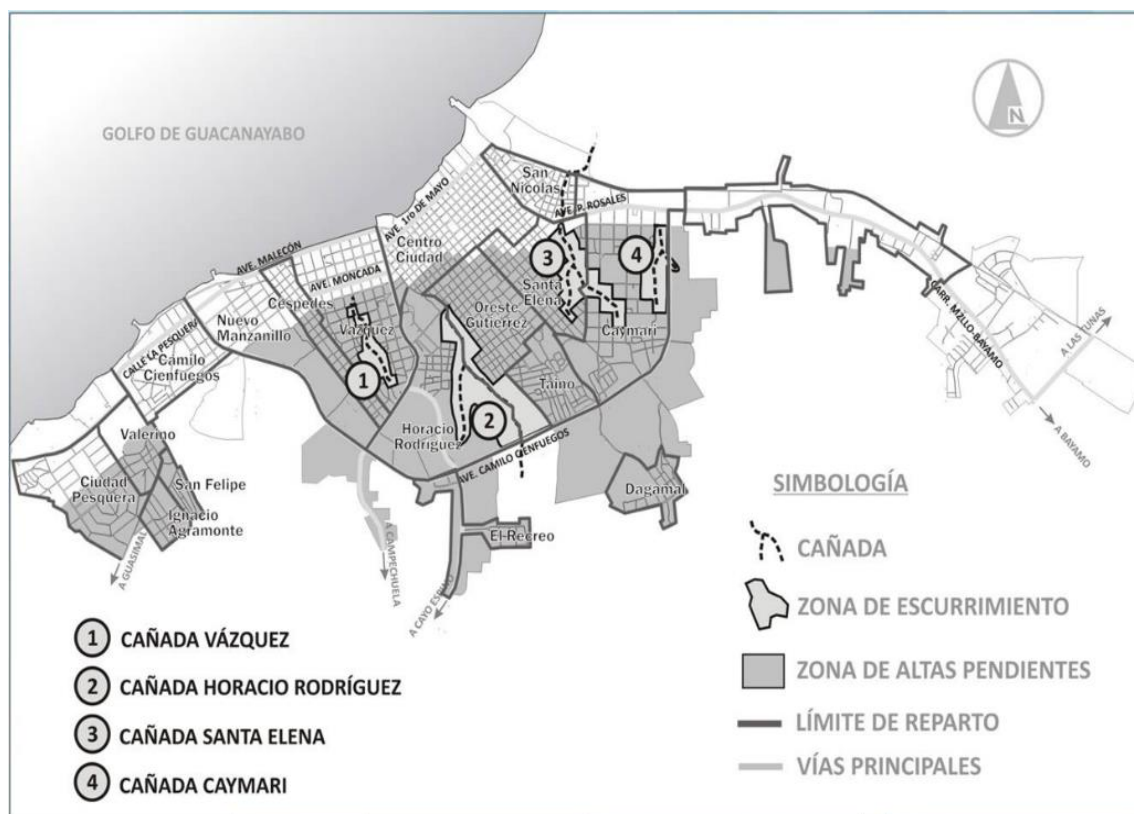 GOLFO DE GUACANAYABO
N
San
Nicolas
AVE. P. ROSALES
AVE. 1ro DE MAYO
Centro
Ciudad
AVE. MALECÓN
AVE. MONCADA
3
4
Santa
Elena
Céspedes
Oreste
Gutierrez
Nuevo
Manzanillo
Vázquez
Caymari
CARR. MZLLO BAYAMO
A LAS TUNAS
CALLE LA PESQUERA
Camilo
Cienfuegos
1
Taino
2
Horacio
Rodríguez
AVE. CAMILO CIENFUEGOS
A BAYAMO
Valerino
Ciudad
Pesquera
San Felipe
Ignacio
Agramonte
Dagamal
El Recreo
A GUASIMAL
A CAMPECHUELA
A CAYO ESPINO
SIMBOLOGÍA
CAÑADA
ZONA DE ESCURRIMIENTO
ZONA DE ALTAS PENDIENTES
LÍMITE DE REPARTO
VÍAS PRINCIPALES
1 CAÑADA VÁZQUEZ
2 CAÑADA HORACIO RODRÍGUEZ
3 CAÑADA SANTA ELENA
4 CAÑADA CAYMARI